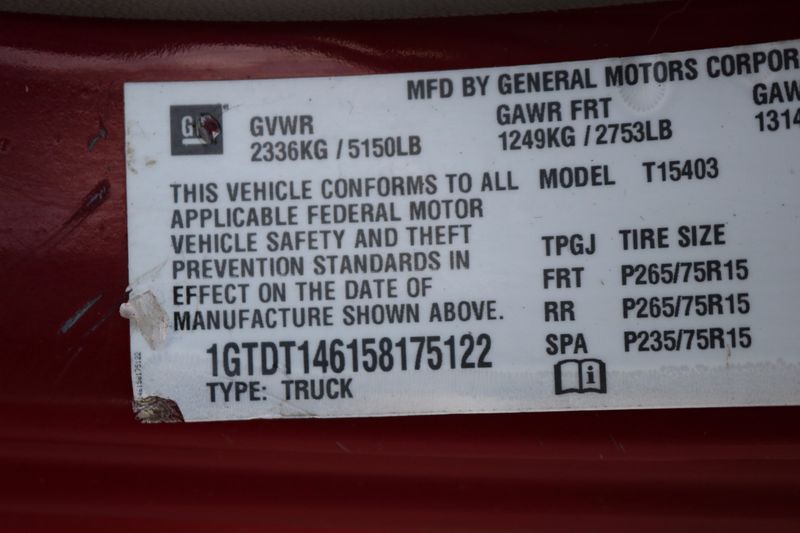 MFD BY GENERAL MOTORS CORPOR
GVWR GAWR FRT GAW
2336KG / 5150LB 1249KG / 2753LB 1314
THIS VEHICLE CONFORMS TO ALL MODEL T15403
APPLICABLE FEDERAL MOTOR
VEHICLE SAFETY AND THEFT TPGJ TIRE SIZE
PREVENTION STANDARDS IN FRT P265/75R15
EFFECT ON THE DATE OF RR P265/75R15
MANUFACTURE SHOWN ABOVE. SPA P235/75R15
1GTDT146158175122
TYPE: TRUCK